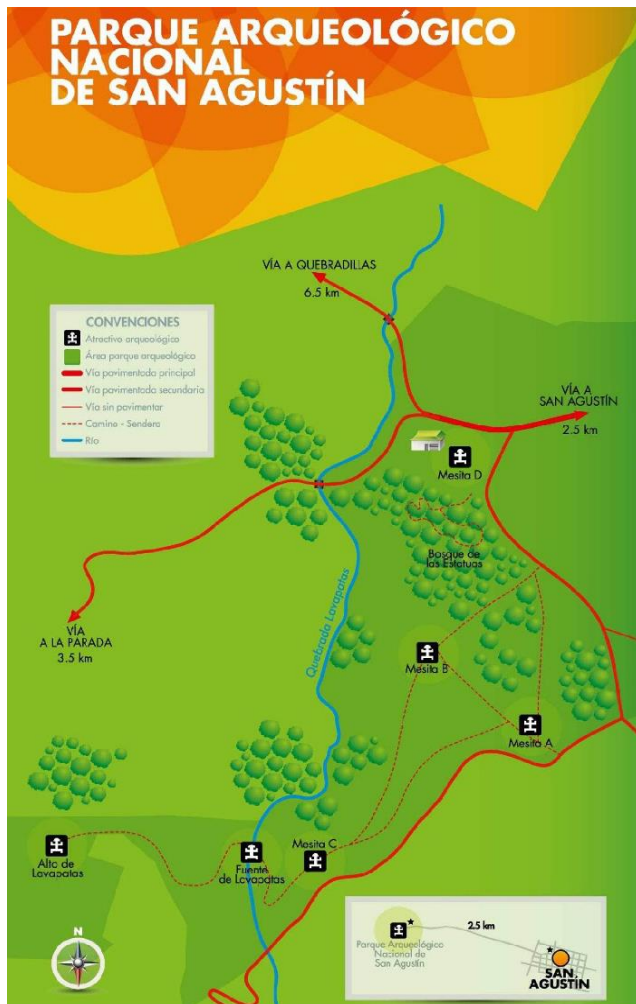 PARQUE ARQUEOLÓGICO
NACIONAL
DE SAN AGUSTÍN
VÍA A QUEBRADILLAS
6.5 km
CONVENCIONES
Atractivo arqueológico
Área parque arqueológico
Vía pavimentada principal
Vía pavimentada secundaria
Vía sin pavimentar
Camino - Sendero
Río
VÍA A
SAN AGUSTÍN
2.5 km
Mesita D
Bosque de
las Estatuas
Quebrada Lavapatas
VÍA
A LA PARADA
3.5 km
Mesita B
Mesita A
Mesita C
Alto de
Lavapatas
Fuente
de Lavapatas
N
2.5 km
Parque Arqueológico
Nacional de
San Agustín
SAN
AGUSTÍN